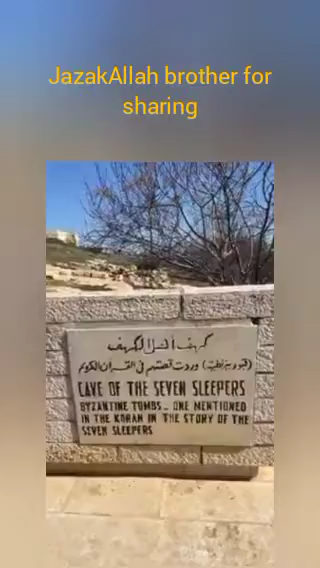 JazakAllah brother for
sharing
كهف أهل الكهف
(قبور بيزنطية) وردت قصتهم في القرآن الكريم
CAVE OF THE SEVEN SLEEPERS
BYZANTINE TOMBS _ ONE MENTIONED
IN THE KORAN IN THE STORY OF THE
SEVEN SLEEPERS